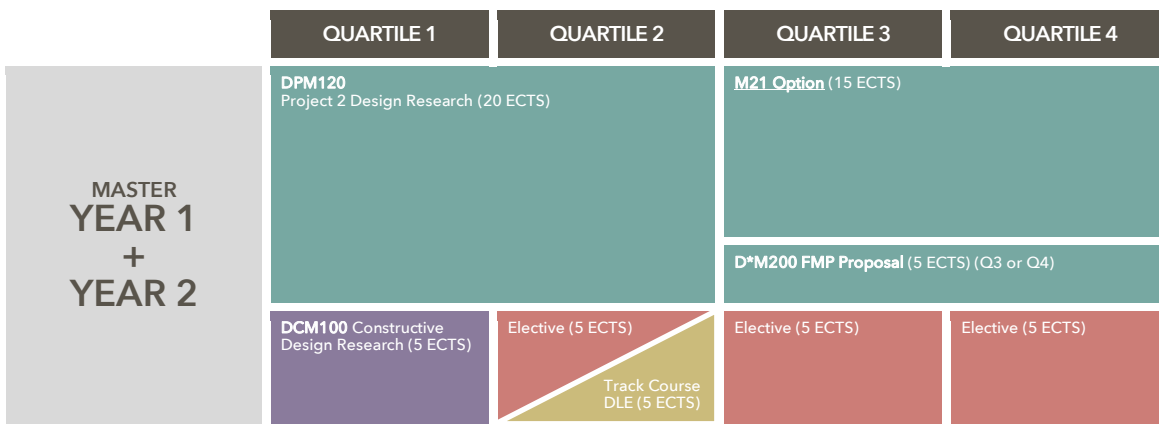 QUARTILE 1
QUARTILE 2
QUARTILE 3
QUARTILE 4
MASTER
YEAR 1
+
YEAR 2
DPM120
Project 2 Design Research (20 ECTS)
M21 Option (15 ECTS)
D*M200 FMP Proposal (5 ECTS) (Q3 or Q4)
DCM100 Constructive
Design Research (5 ECTS)
Elective (5 ECTS)
Track Course
DLE (5 ECTS)
Elective (5 ECTS)
Elective (5 ECTS)